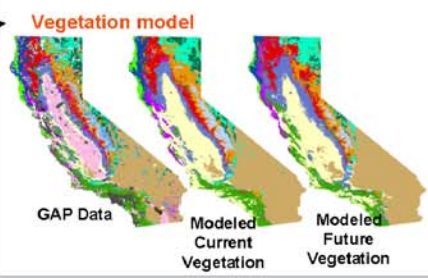 Vegetation model
GAP Data
Modeled
Current
Vegetation
Modeled
Future
Vegetation